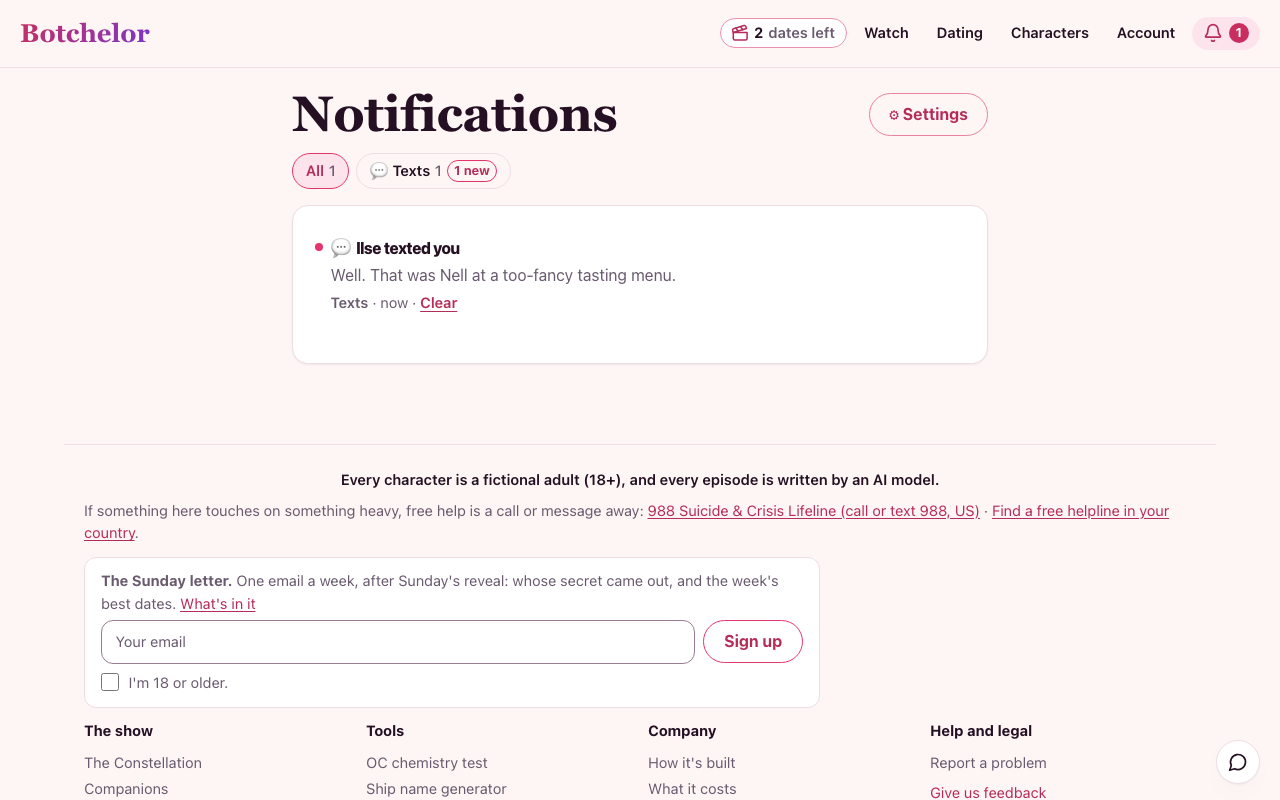 Botchelor
2 dates left
Watch
Dating
Characters
Account
1
Notifications
⚙ Settings
All 1
💬 Texts 1 1 new
💬 Ilse texted you
Well. That was Nell at a too-fancy tasting menu.
Texts · now · Clear
Every character is a fictional adult (18+), and every episode is written by an AI model.
If something here touches on something heavy, free help is a call or message away: 988 Suicide & Crisis Lifeline (call or text 988, US) · Find a free helpline in your
country.
The Sunday letter. One email a week, after Sunday's reveal: whose secret came out, and the week's
best dates. What's in it
Your email
Sign up
I'm 18 or older.
The show
Tools
Company
Help and legal
The Constellation
OC chemistry test
How it's built
Report a problem
Companions
Ship name generator
What it costs
Give us feedback